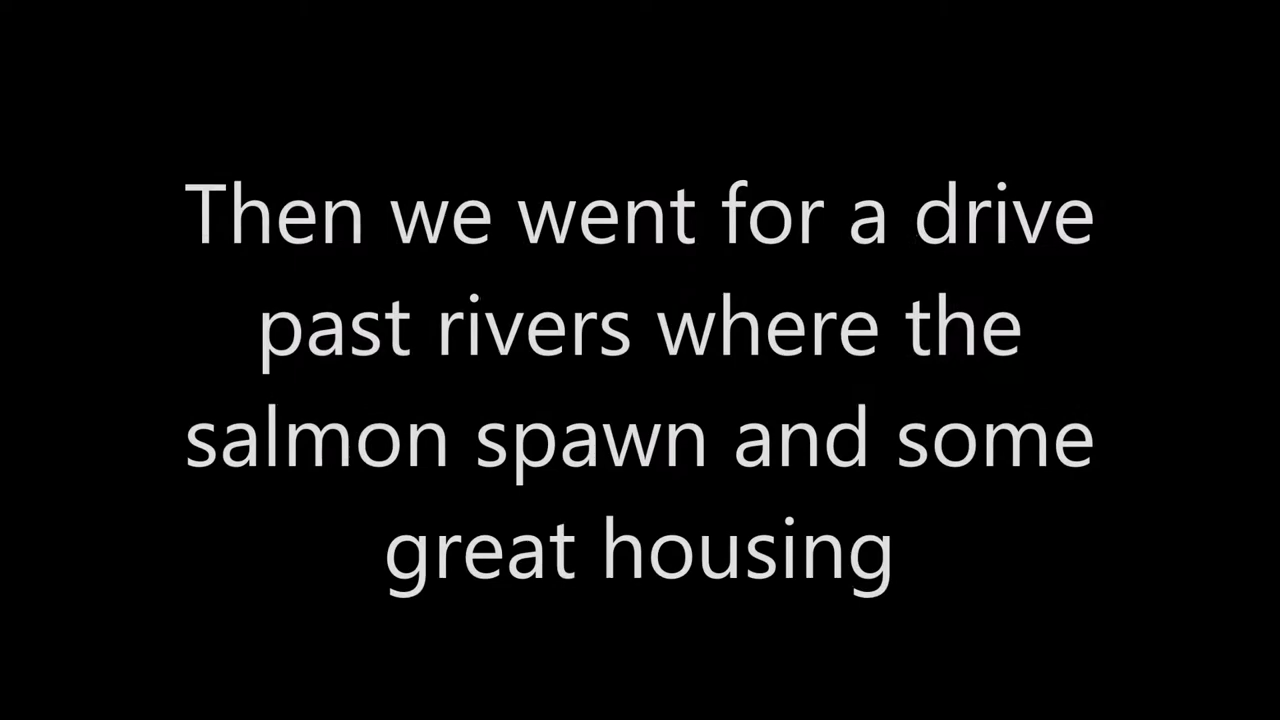 Then we went for a drive
past rivers where the
salmon spawn and some
great housing